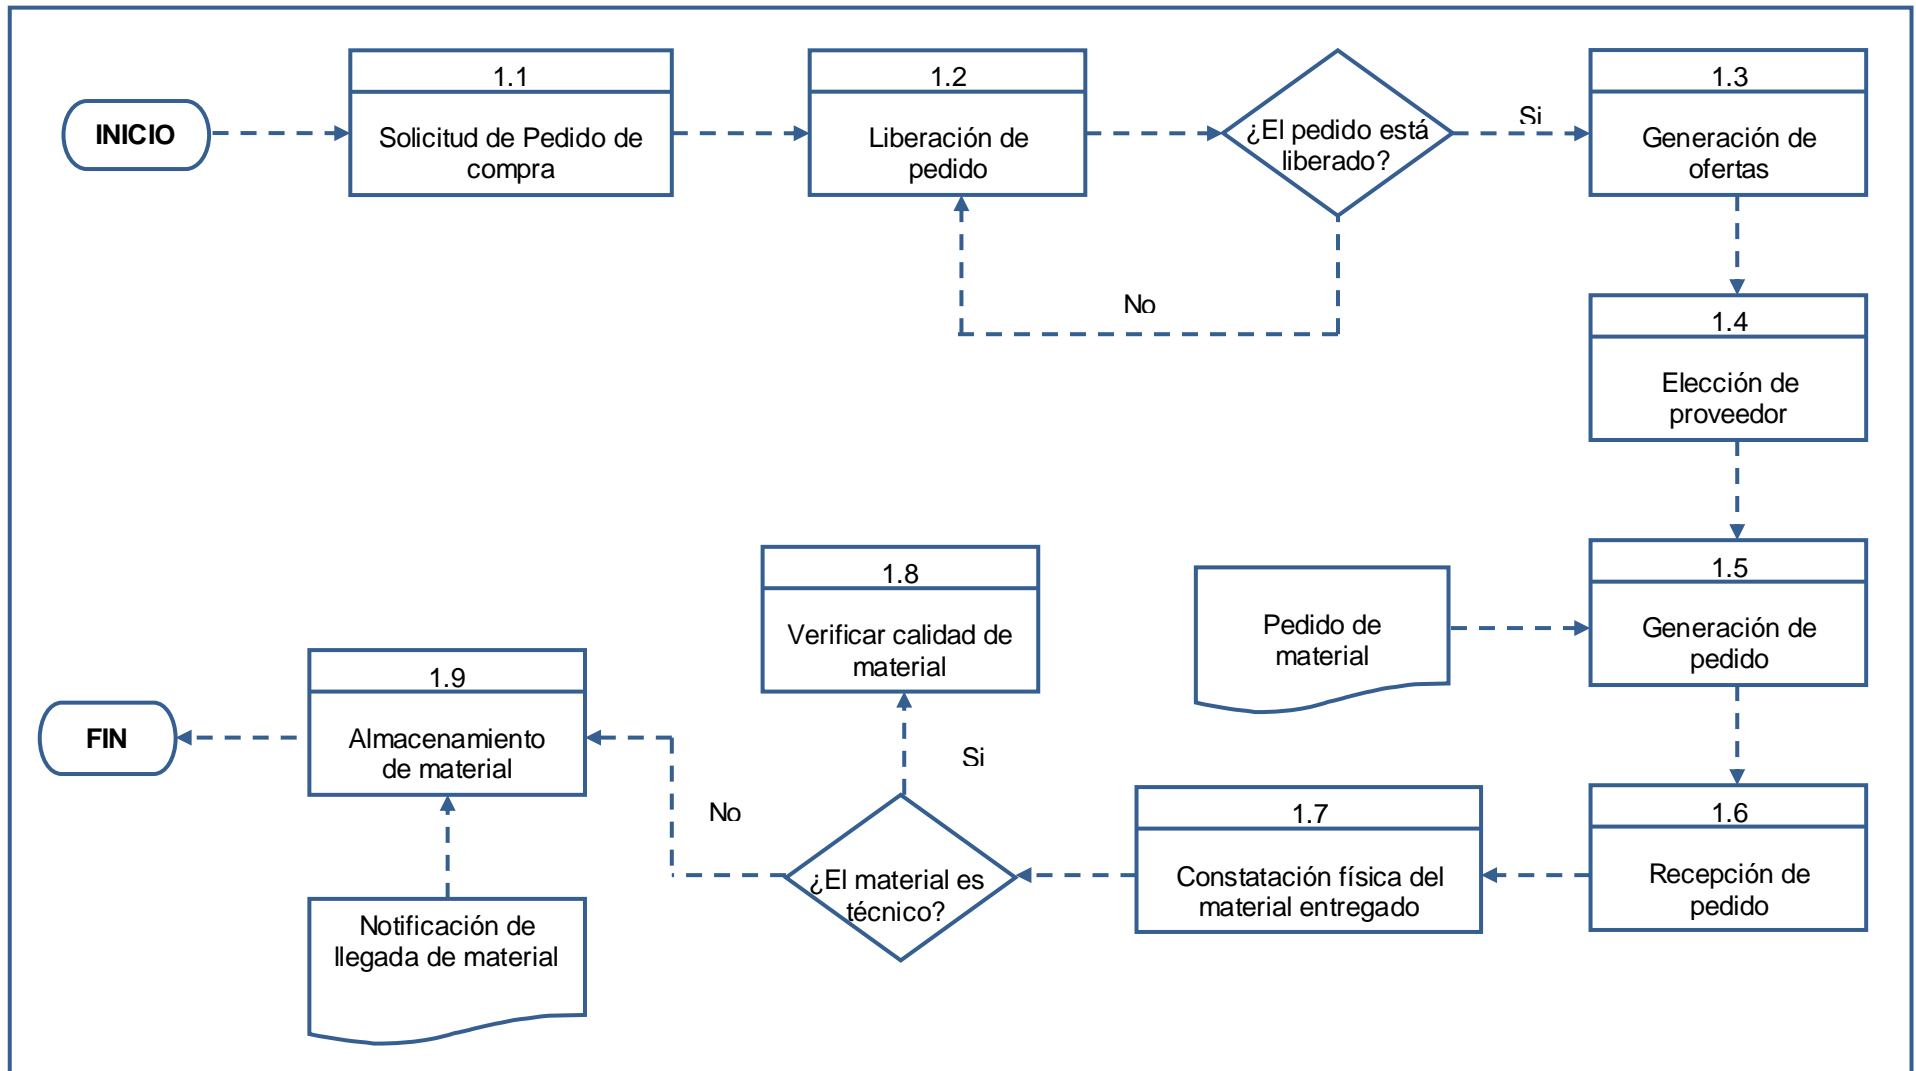 INICIO
1.1
Solicitud de Pedido de
compra
1.2
Liberación de
pedido
¿El pedido está
liberado?
Si
No
1.3
Generación de
ofertas
1.4
Elección de
proveedor
1.5
Generación de
pedido
Pedido de
material
1.6
Recepción de
pedido
1.7
Constatación física del
material entregado
¿El material es
técnico?
Si
1.8
Verificar calidad de
material
No
1.9
Almacenamiento
de material
Notificación de
llegada de material
FIN